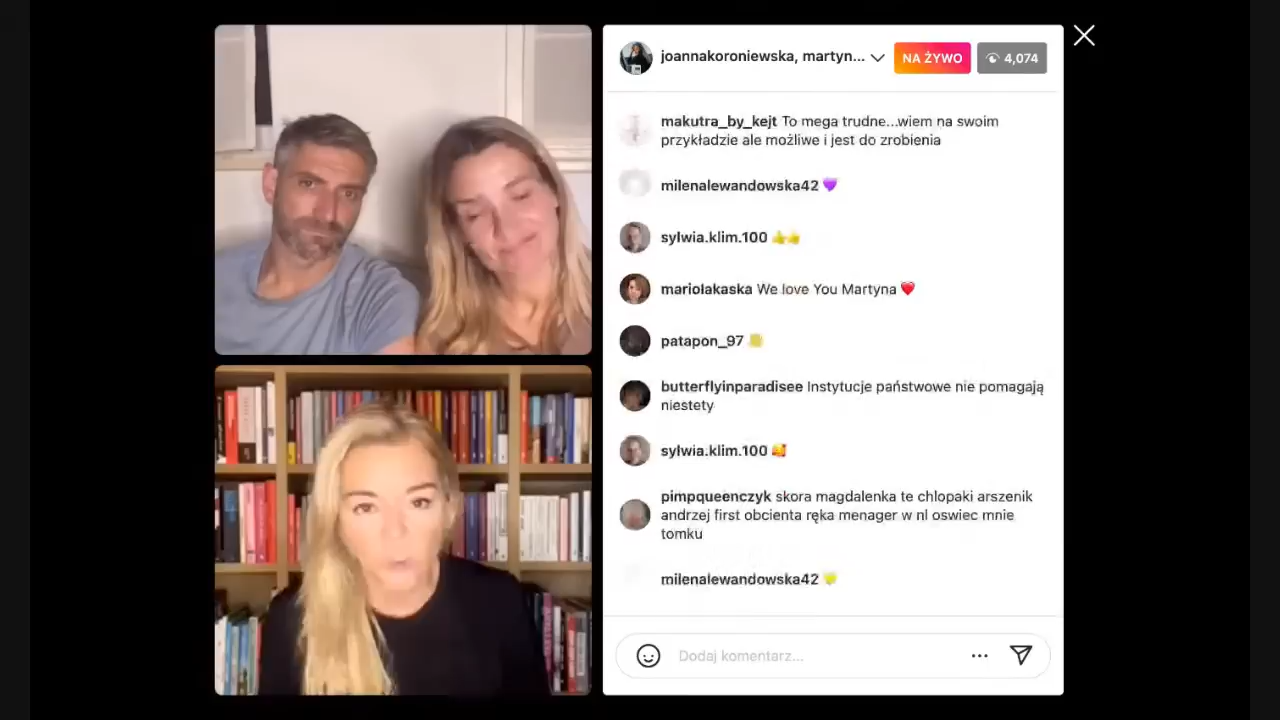 joannakoroniewska, martyn...
NA ŻYWO
4,074
makutra_by_kejt To mega trudne...wiem na swoim
przykładzie ale możliwe i jest do zrobienia
milenalewandowska42 💜
sylwia.klim.100 👍👍
mariolakaska We love You Martyna ❤️
patapon_97
butterflyinparadisee Instytucje państwowe nie pomagają
niestety
sylwia.klim.100 🥰
pimpqueenczyk skora magdalenka te chlopaki arszenik
andrzej first obcienta ręka menager w nl oswiec mnie
tomku
milenalewandowska42 💛
Dodaj komentarz...